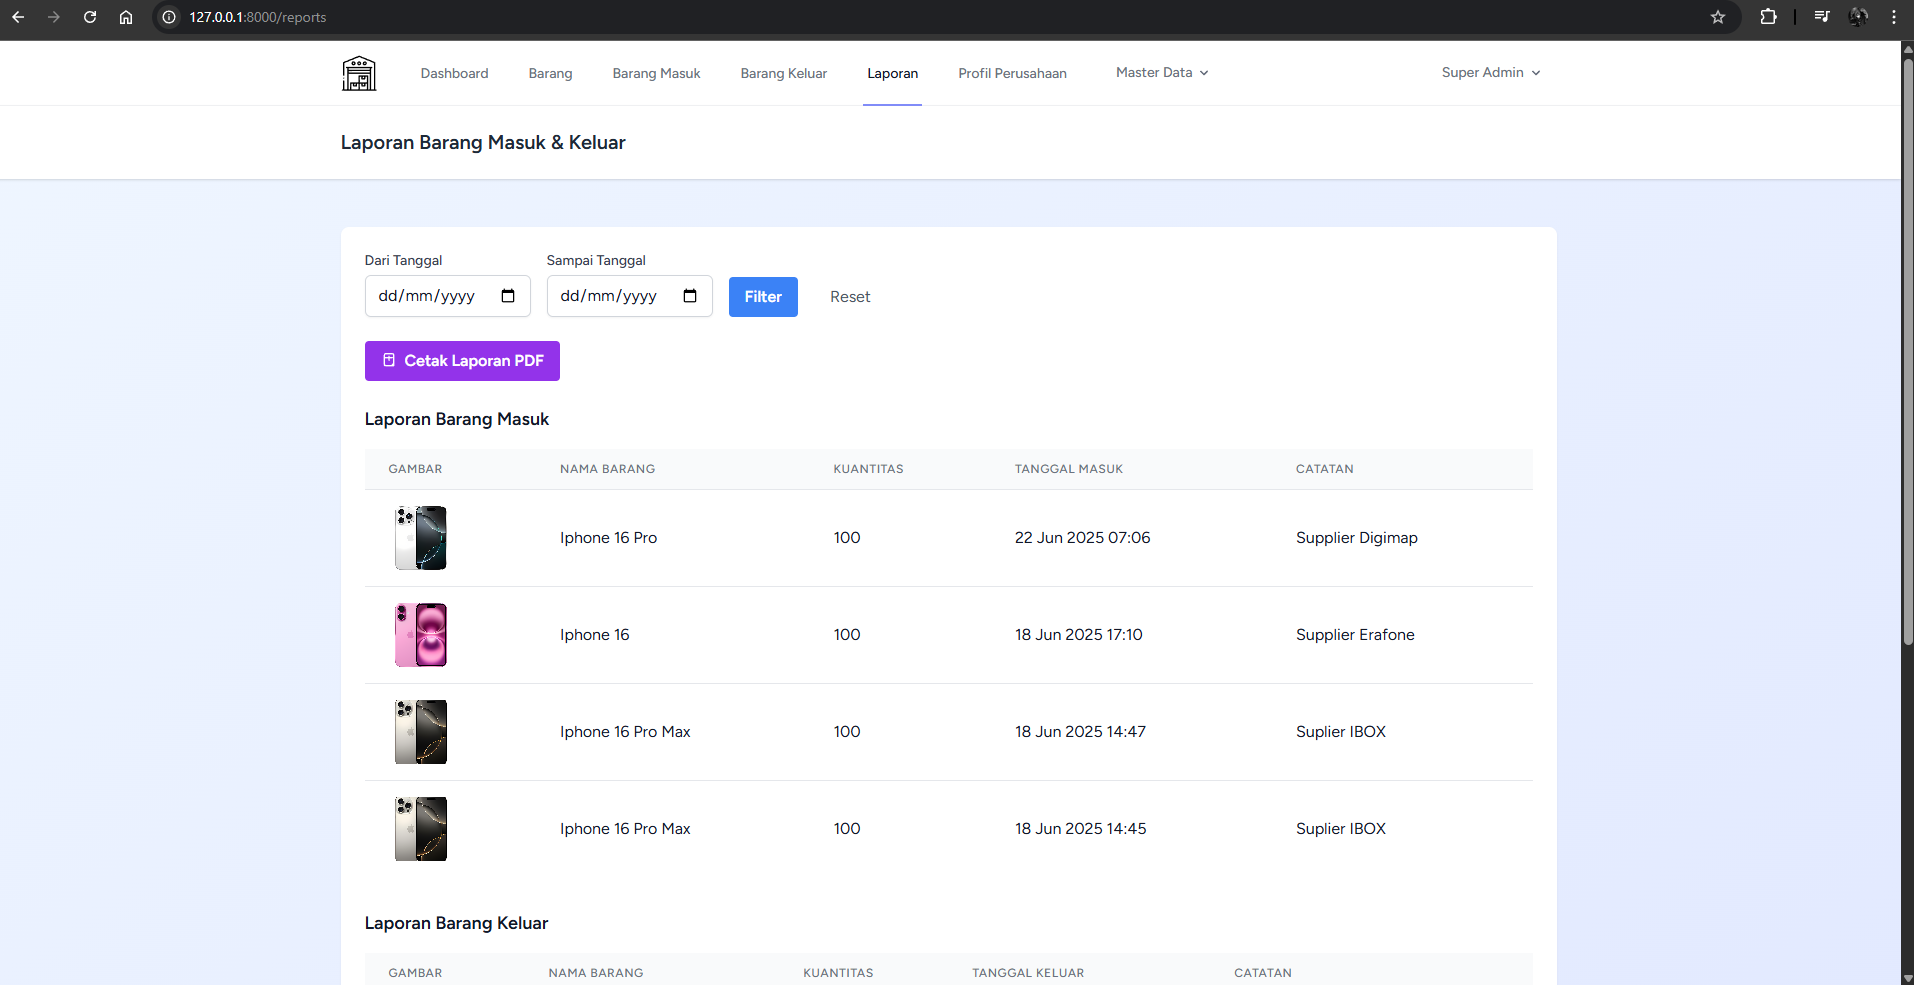 127.0.0.1:8000/reports
Dashboard Barang Barang Masuk Barang Keluar Laporan Profil Perusahaan Master Data Super Admin
Laporan Barang Masuk & Keluar
Dari Tanggal Sampai Tanggal
dd/mm/yyyy dd/mm/yyyy Filter Reset
Cetak Laporan PDF
Laporan Barang Masuk
GAMBAR NAMA BARANG KUANTITAS TANGGAL MASUK CATATAN
Iphone 16 Pro 100 22 Jun 2025 07:06 Supplier Digimap
Iphone 16 100 18 Jun 2025 17:10 Supplier Erafone
Iphone 16 Pro Max 100 18 Jun 2025 14:47 Suplier IBOX
Iphone 16 Pro Max 100 18 Jun 2025 14:45 Suplier IBOX
Laporan Barang Keluar
GAMBAR NAMA BARANG KUANTITAS TANGGAL KELUAR CATATAN